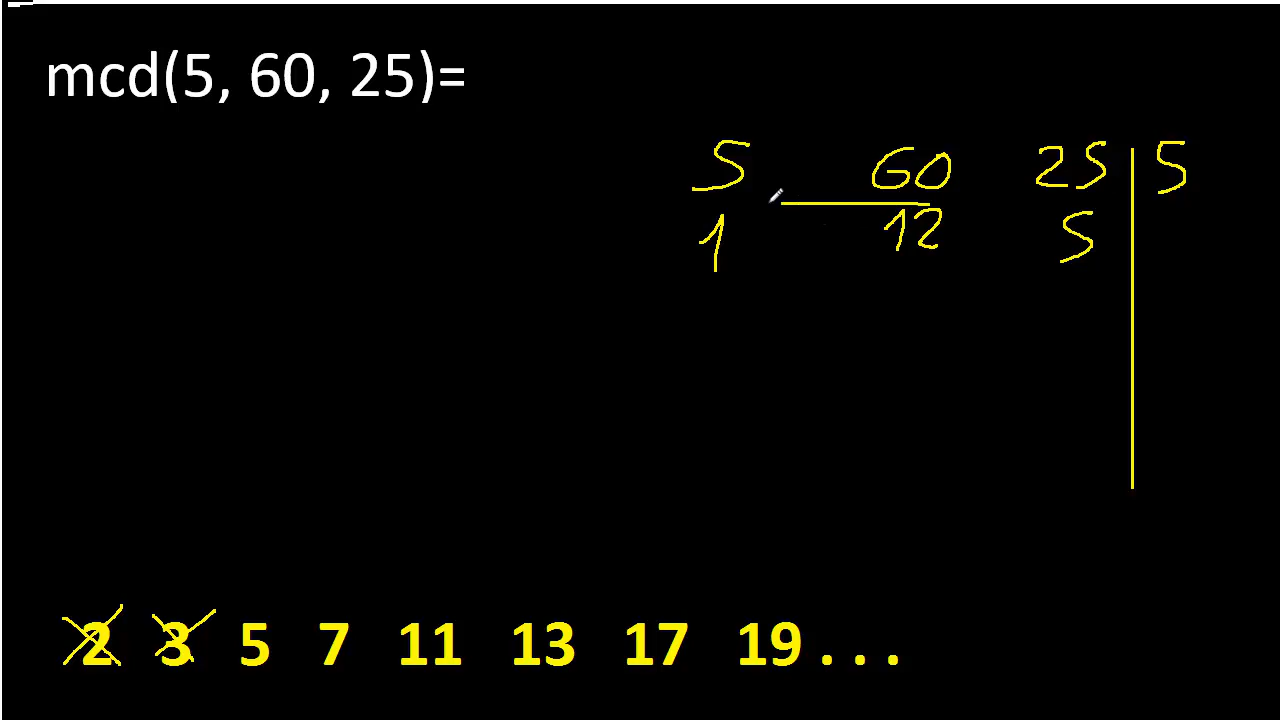 mcd(5, 60, 25)=
5 60 25 5
1 12 5
2 3 5 7 11 13 17 19 . . .